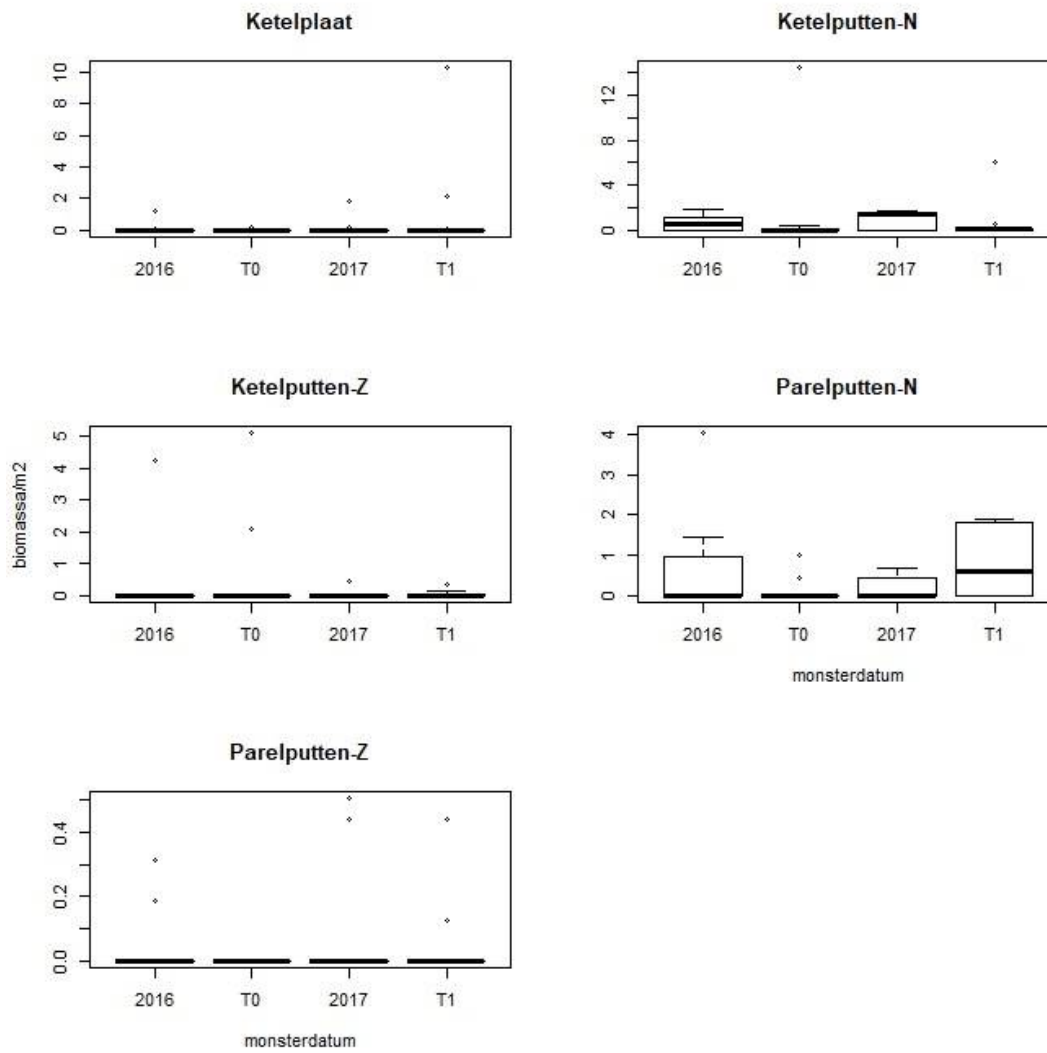 Ketelplaat
10
8
6
4
2
0
2016 T0 2017 T1
Ketelputten-N
12
8
4
0
2016 T0 2017 T1
Ketelputten-Z
biomassa/m2
5
4
3
2
1
0
2016 T0 2017 T1
Parelputten-N
4
3
2
1
0
2016 T0 2017 T1
monsterdatum
Parelputten-Z
0.4
0.2
0.0
2016 T0 2017 T1
monsterdatum